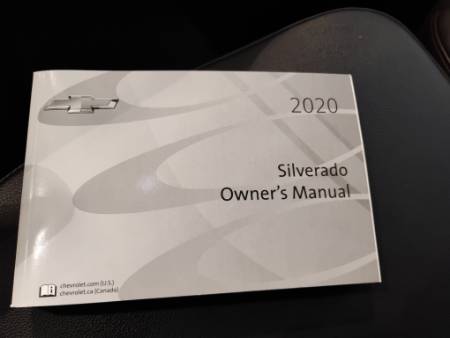 2020
Silverado
Owner's Manual
chevrolet.com (U.S.)
chevrolet.ca (Canada)